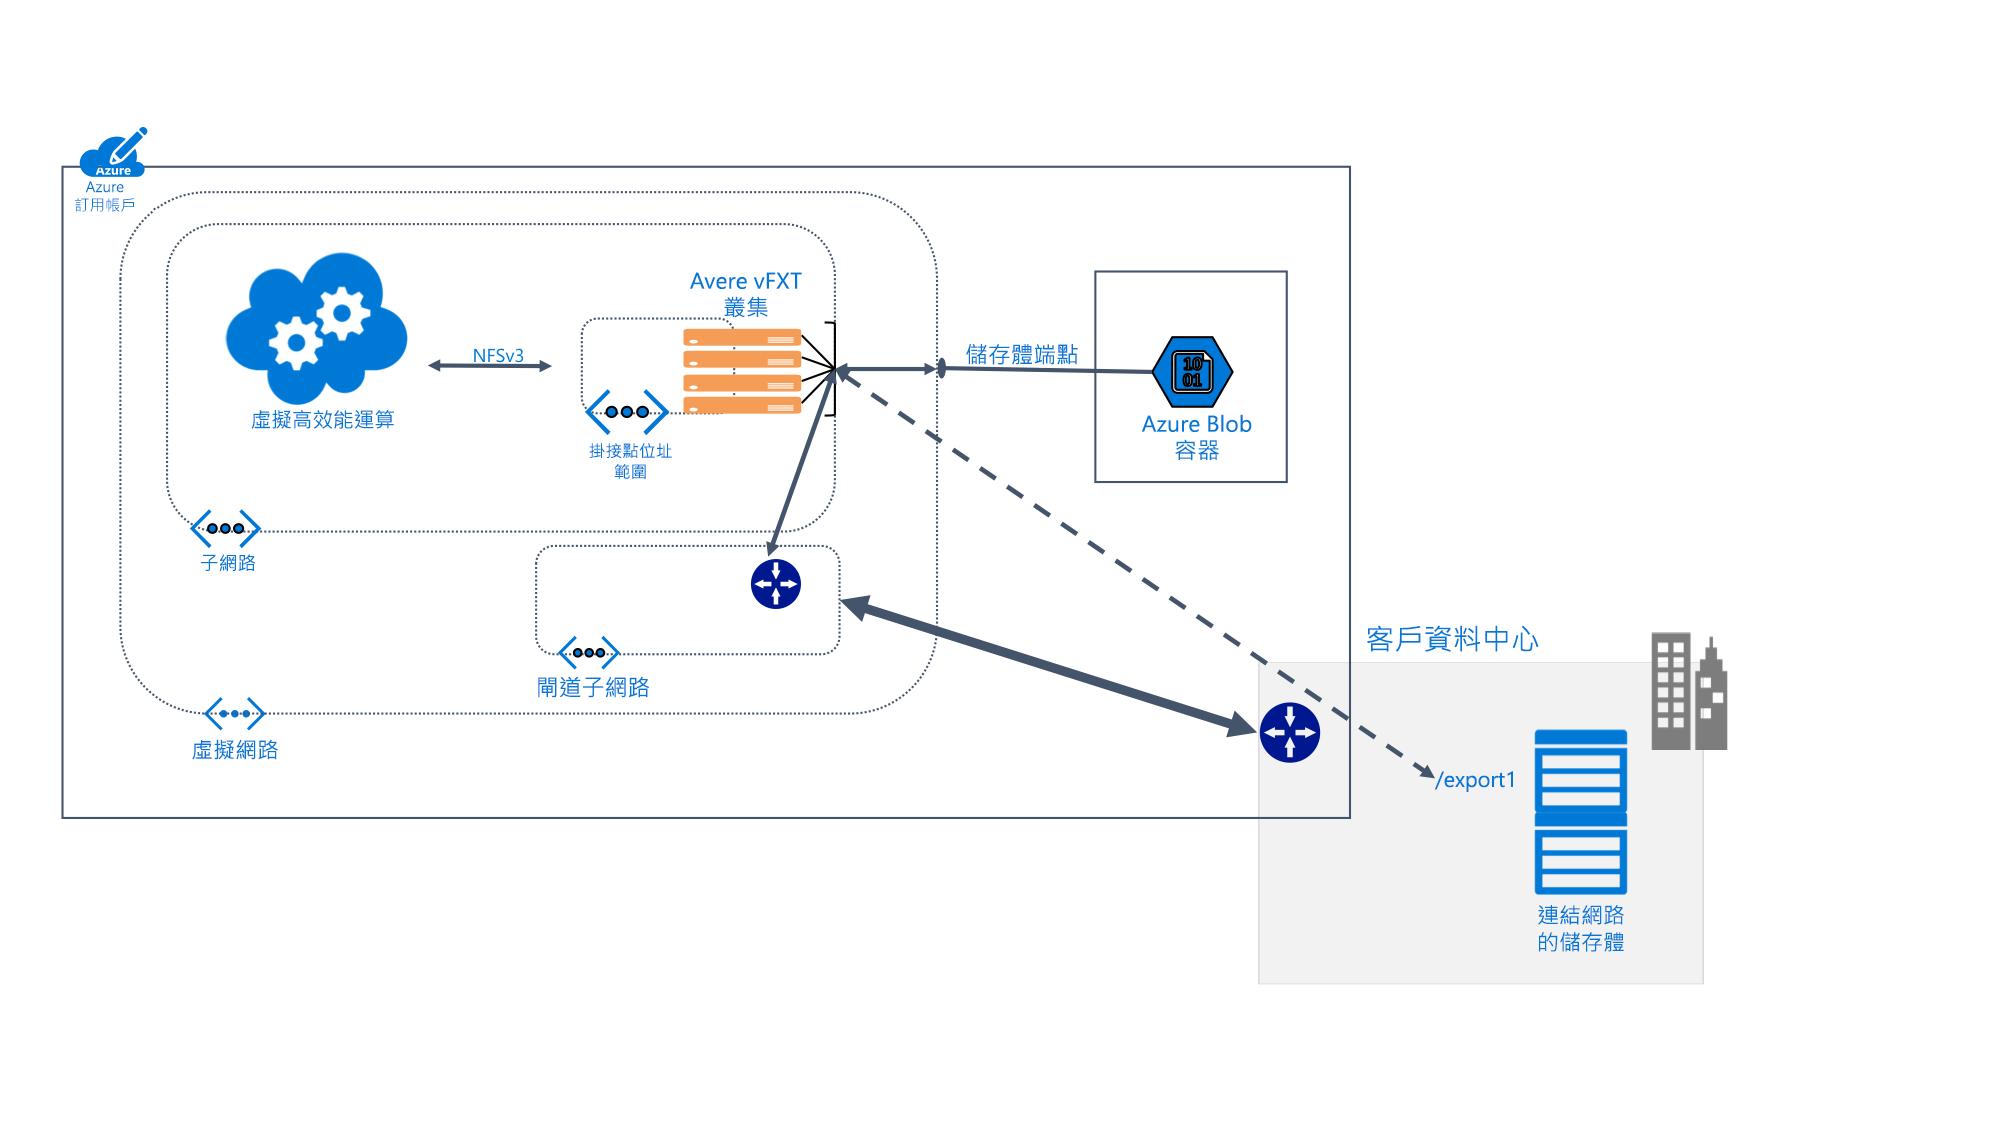 Azure
Azure
訂用帳戶
Avere vFXT
叢集
NFSv3
儲存體端點
10
01
虛擬高效能運算
Azure Blob
容器
掛接點位址
範圍
子網路
閘道子網路
客戶資料中心
虛擬網路
/export1
連結網路
的儲存體